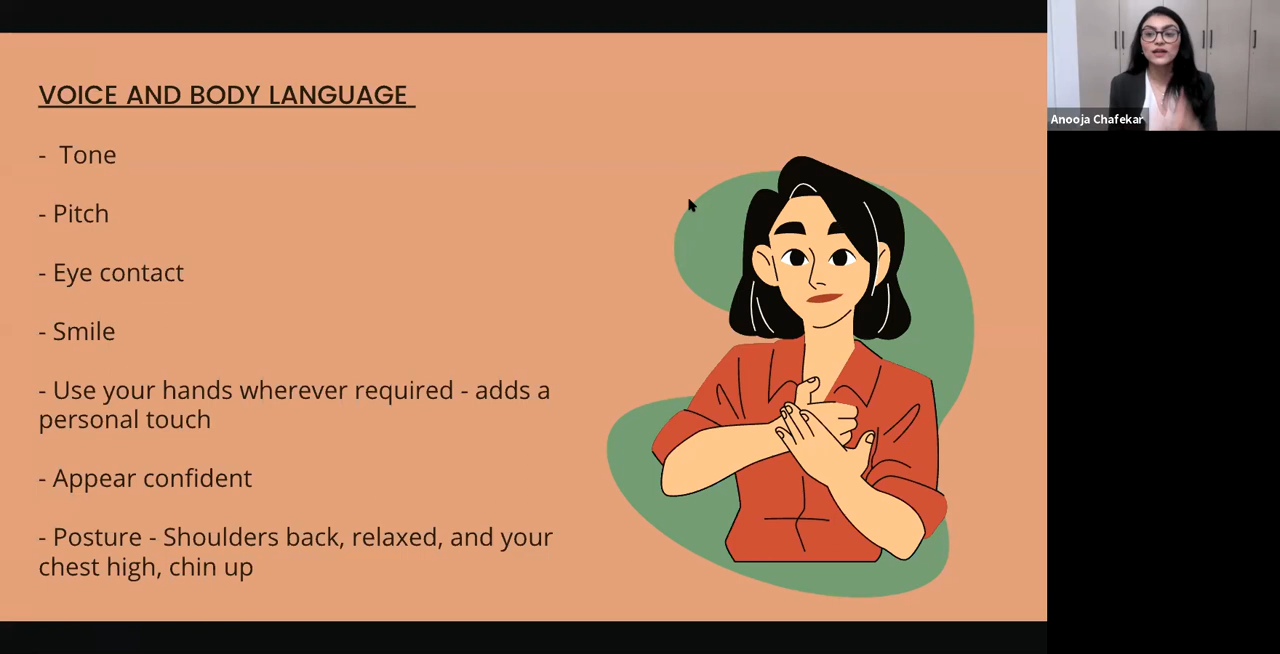 VOICE AND BODY LANGUAGE
- Tone
- Pitch
- Eye contact
- Smile
- Use your hands wherever required - adds a
personal touch
- Appear confident
- Posture - Shoulders back, relaxed, and your
chest high, chin up
Anooja Chafekar